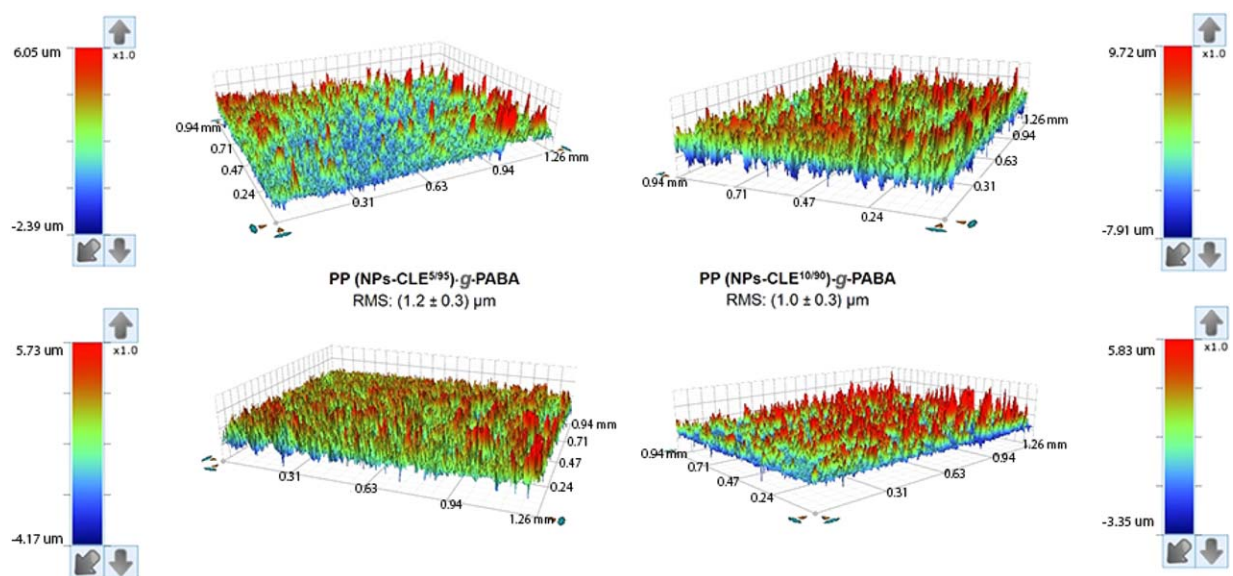 6.05 um
x1.0
-2.39 um
0.94 mm
0.71
0.47
0.24
0.31
0.63
0.94
1.26 mm
9.72 um
x1.0
-7.91 um
0.94 mm
0.71
0.47
0.24
0.31
0.63
0.94
1.26 mm
PP (NPs-CLE5/95)-g-PABA
RMS: (1.2 ± 0.3) µm
PP (NPs-CLE10/90)-g-PABA
RMS: (1.0 ± 0.3) µm
5.73 um
x1.0
-4.17 um
0.31
0.63
0.94
1.26 mm
0.24
0.47
0.71
0.94 mm
5.83 um
x1.0
-3.35 um
0.94 mm
0.71
0.47
0.24
0.31
0.63
0.94
1.26 mm